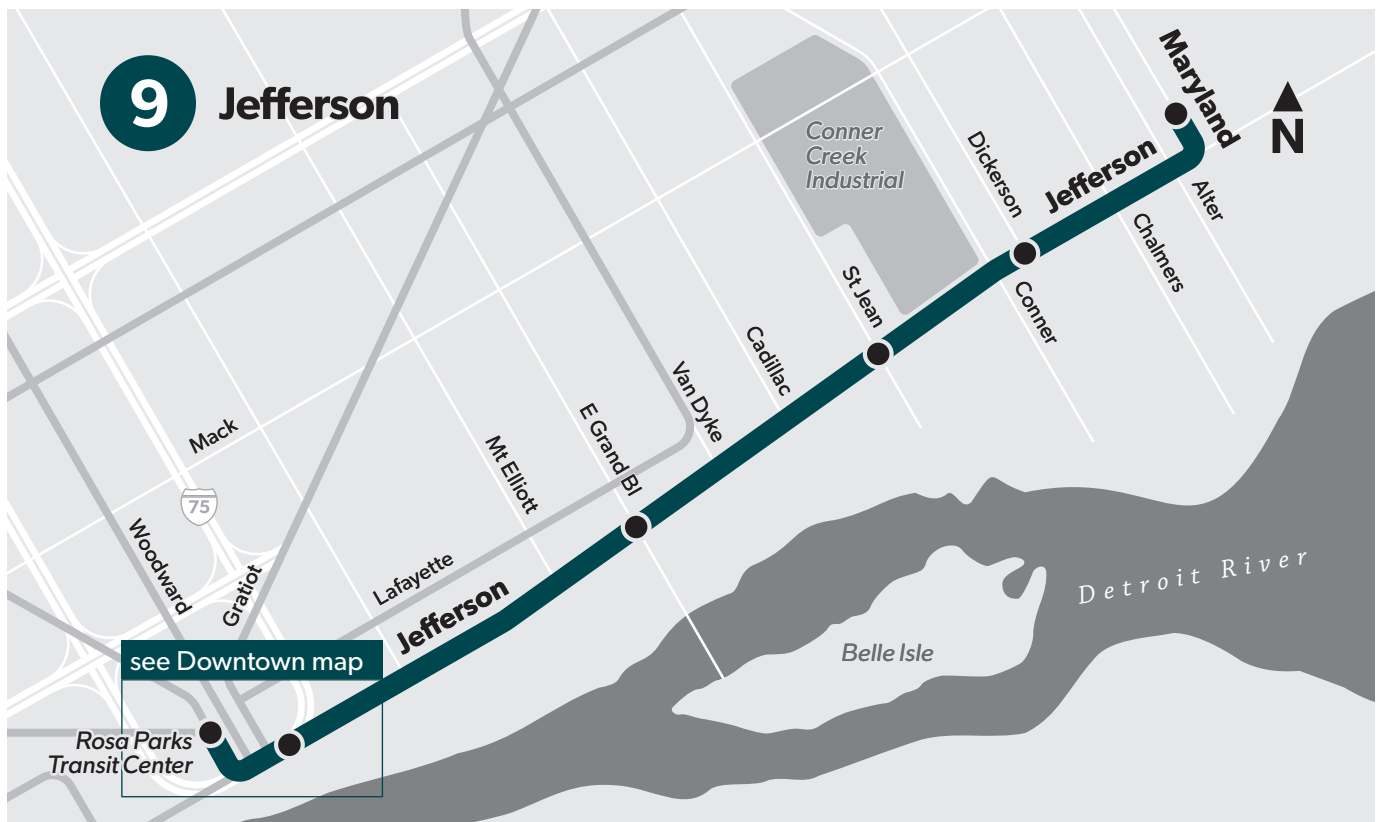 9 Jefferson
Maryland
N
Conner
Creek
Industrial
Dickerson
Jefferson
Alter
Chalmers
St Jean
Conner
Cadillac
Van Dyke
E Grand Bl
Mt Elliott
Mack
75
Woodward
Gratiot
Lafayette
Jefferson
Detroit River
Belle Isle
see Downtown map
Rosa Parks
Transit Center